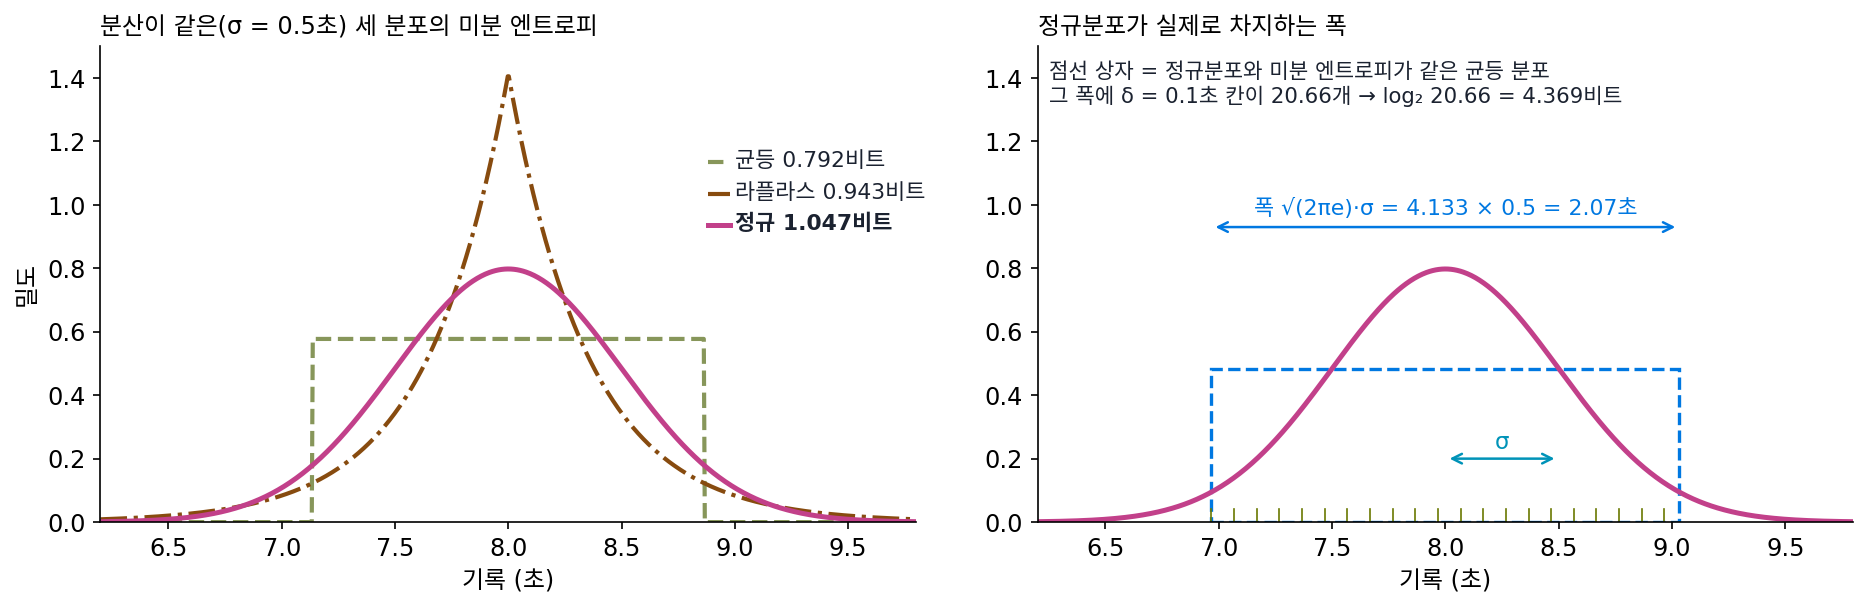 분산이 같은(σ = 0.5초) 세 분포의 미분 엔트로피
밀도
1.4
1.2
1.0
0.8
0.6
0.4
0.2
0.0
균등 0.792비트
라플라스 0.943비트
정규 1.047비트
6.5 7.0 7.5 8.0 8.5 9.0 9.5
기록 (초)
정규분포가 실제로 차지하는 폭
점선 상자 = 정규분포와 미분 엔트로피가 같은 균등 분포
그 폭에 δ = 0.1초 칸이 20.66개 → log₂ 20.66 = 4.369비트
1.4
1.2
1.0
0.8
0.6
0.4
0.2
0.0
폭 √(2πe)·σ = 4.133 × 0.5 = 2.07초
σ
6.5 7.0 7.5 8.0 8.5 9.0 9.5
기록 (초)